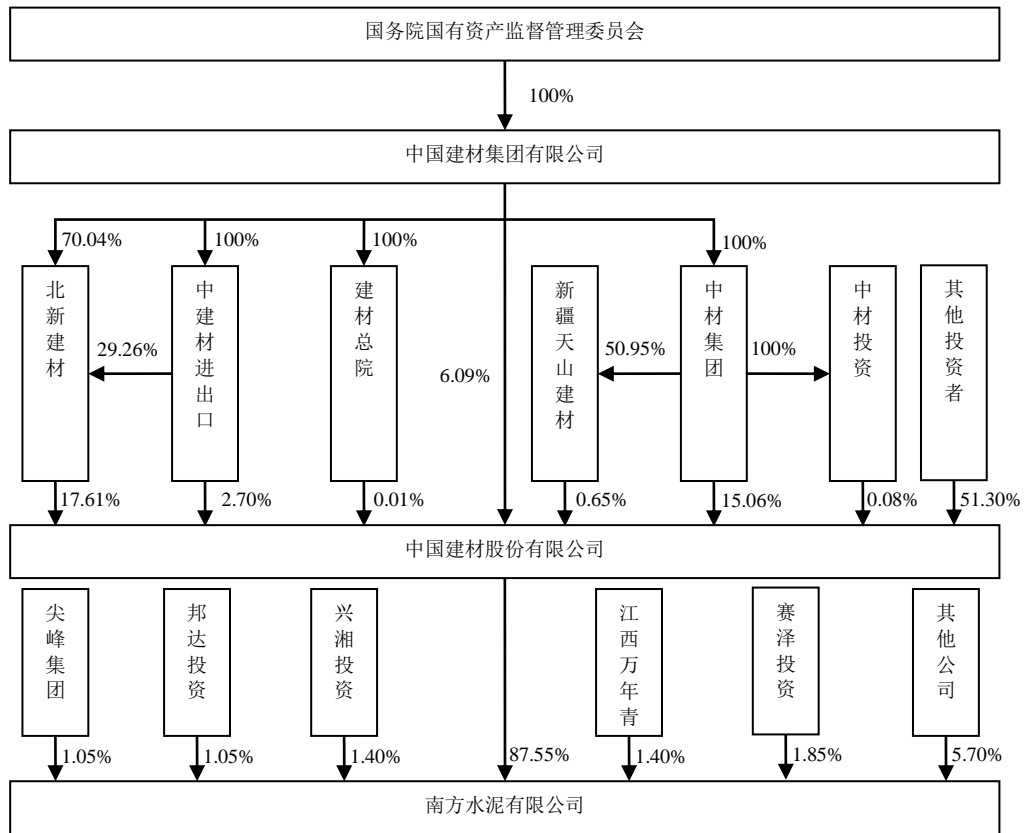 国务院国有资产监督管理委员会
100%
中国建材集团有限公司
70.04%
100%
100%
100%
北新建材
中建材进出口
建材总院
新疆天山建材
中材集团
中材投资
其他投资者
29.26%
6.09%
50.95%
100%
17.61%
2.70%
0.01%
0.65%
15.06%
0.08%
51.30%
中国建材股份有限公司
尖峰集团
邦达投资
兴湘投资
江西万年青
赛泽投资
其他公司
1.05%
1.05%
1.40%
87.55%
1.40%
1.85%
5.70%
南方水泥有限公司